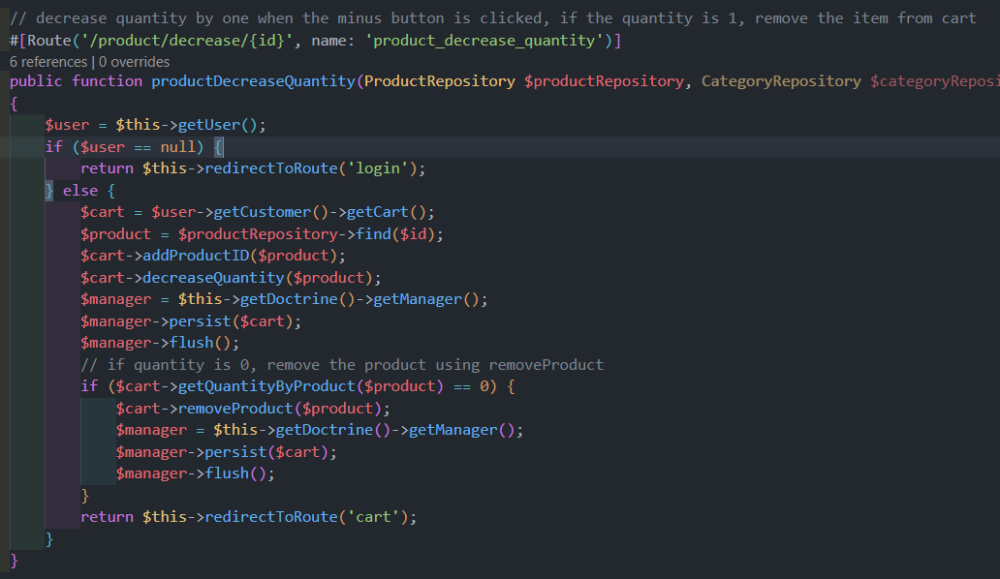 // decrease quantity by one when the minus button is clicked, if the quantity is 1, remove the item from cart
#[Route('/product/decrease/{id}', name: 'product_decrease_quantity')]
6 references | 0 overrides
public function productDecreaseQuantity(ProductRepository $productRepository, CategoryRepository $categoryReposi
{
$user = $this->getUser();
if ($user == null) {
return $this->redirectToRoute('login');
} else {
$cart = $user->getCustomer()->getCart();
$product = $productRepository->find($id);
$cart->addProductID($product);
$cart->decreaseQuantity($product);
$manager = $this->getDoctrine()->getManager();
$manager->persist($cart);
$manager->flush();
// if quantity is 0, remove the product using removeProduct
if ($cart->getQuantityByProduct($product) == 0) {
$cart->removeProduct($product);
$manager = $this->getDoctrine()->getManager();
$manager->persist($cart);
$manager->flush();
}
return $this->redirectToRoute('cart');
}
}